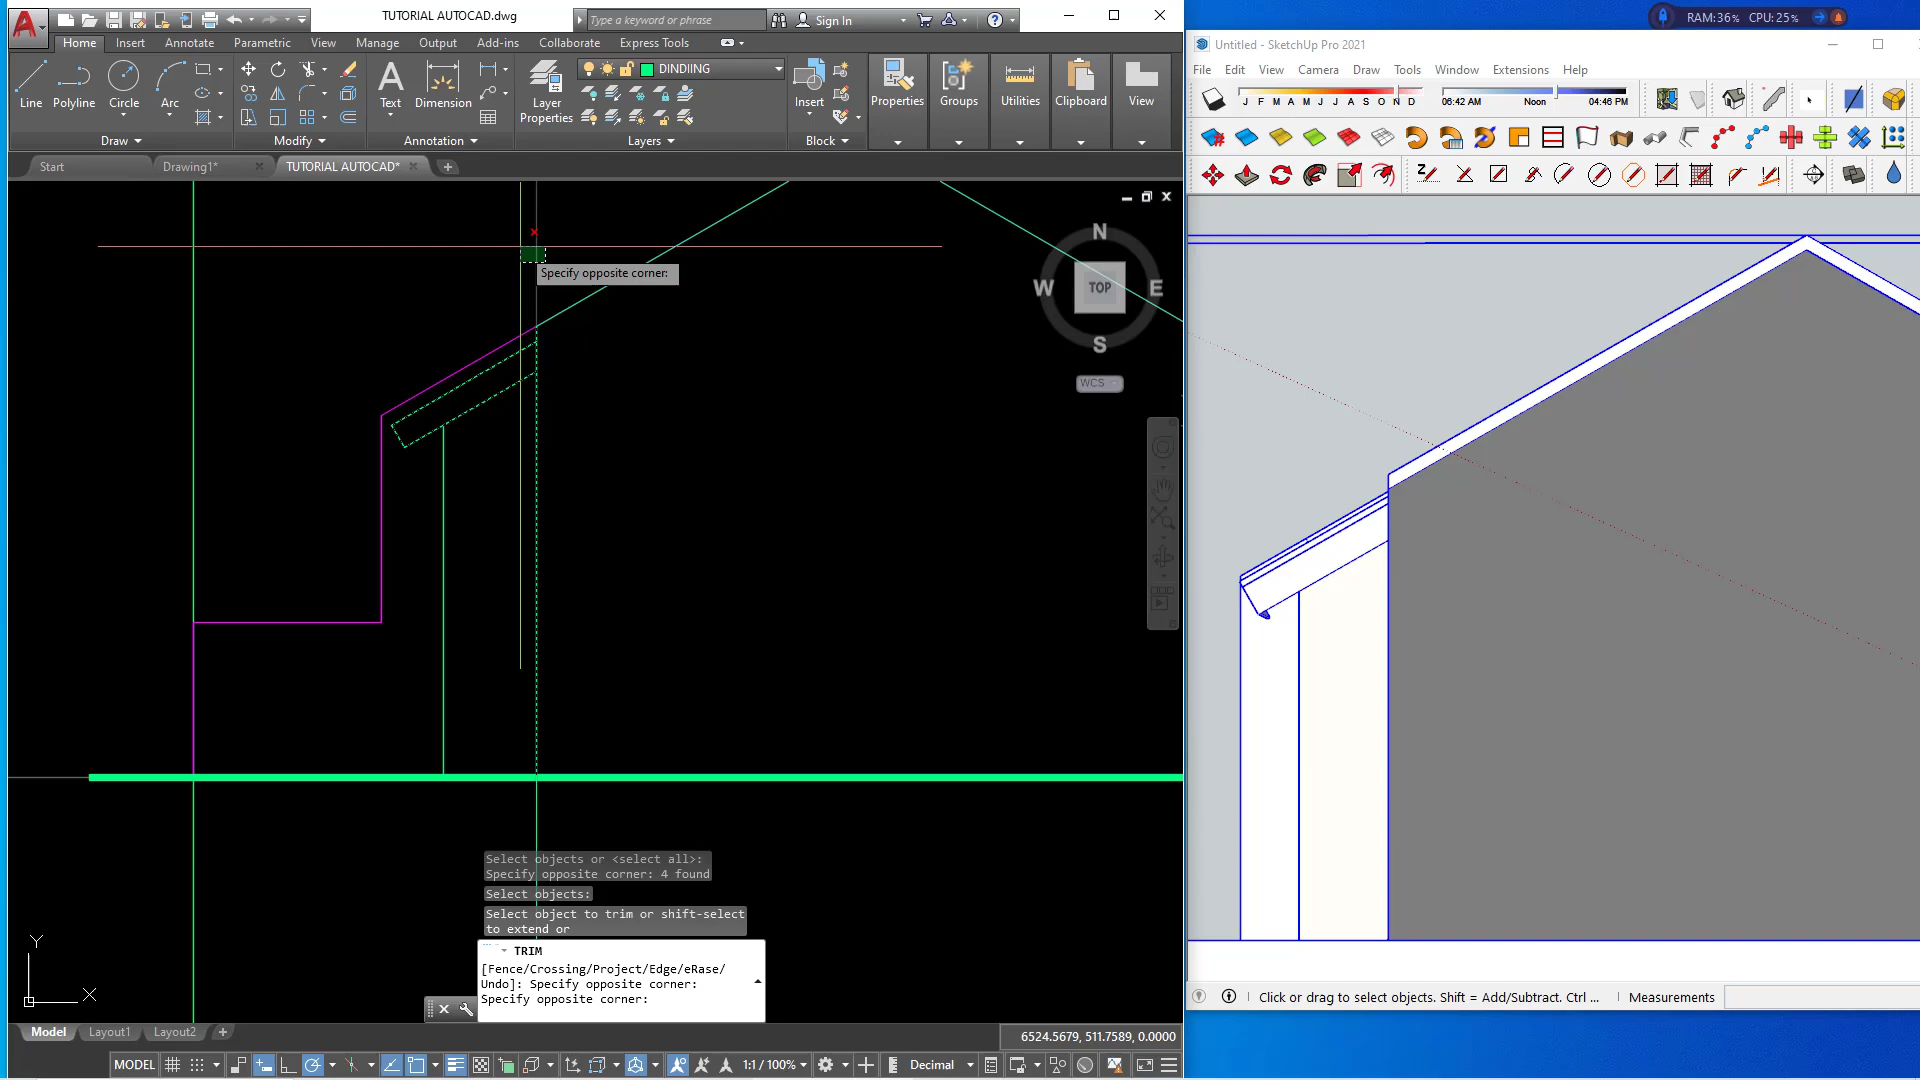 TUTORIAL AUTOCAD.dwg
Type a keyword or phrase
Sign In
RAM:36% CPU:25%
Home Insert Annotate Parametric View Manage Output Add-ins Collaborate Express Tools
Line Polyline Circle Arc
Text Dimension
Layer Properties
DINDIING
Insert
Properties Groups Utilities Clipboard View
Draw Modify Annotation Layers Block
Start Drawing1* TUTORIAL AUTOCAD*
N
W TOP E
S
WCS
Specify opposite corner:
Select objects or <select all>:
Specify opposite corner: 4 found
Select objects:
Select object to trim or shift-select
to extend or
TRIM
[Fence/Crossing/Project/Edge/eRase/
Undo]: Specify opposite corner:
Specify opposite corner:
Y
X
Model Layout1 Layout2
6524.5679, 511.7589, 0.0000
MODEL 1:1 / 100% Decimal
Untitled - SketchUp Pro 2021
File Edit View Camera Draw Tools Window Extensions Help
J F M A M J J A S O N D 06:42 AM Noon 04:46 PM
Click or drag to select objects. Shift = Add/Subtract. Ctrl ... Measurements